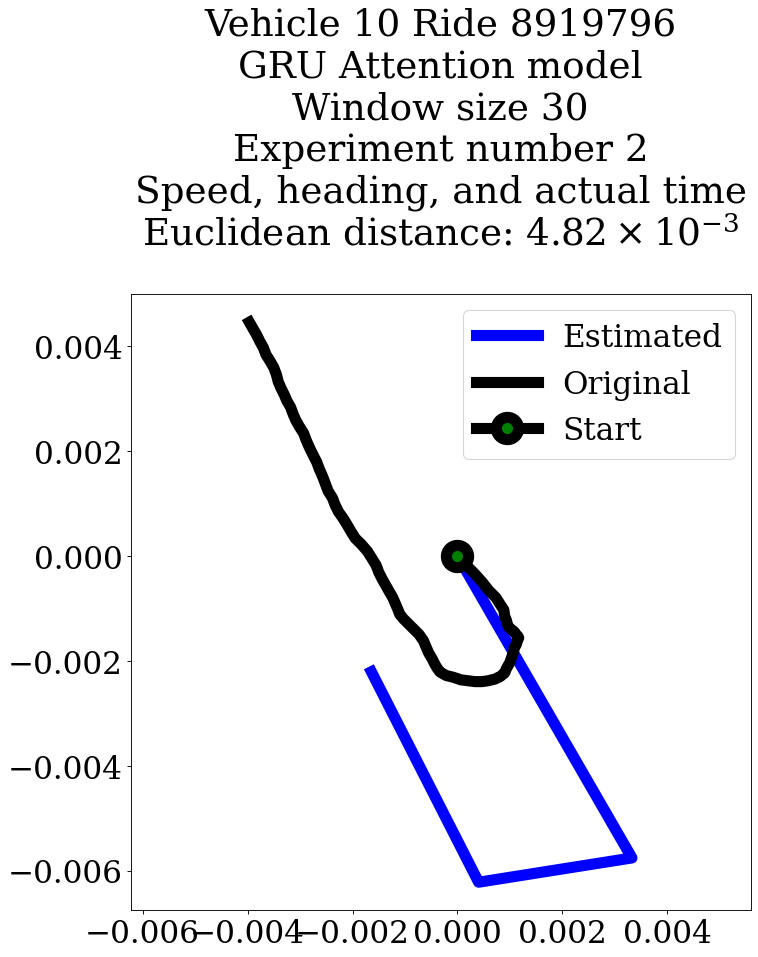 Vehicle 10 Ride 8919796
GRU Attention model
Window size 30
Experiment number 2
Speed, heading, and actual time
Euclidean distance: 4.82 × 10⁻³
Estimated
Original
Start
0.004
0.002
0.000
−0.002
−0.004
−0.006
−0.006 −0.004 −0.002 0.000 0.002 0.004